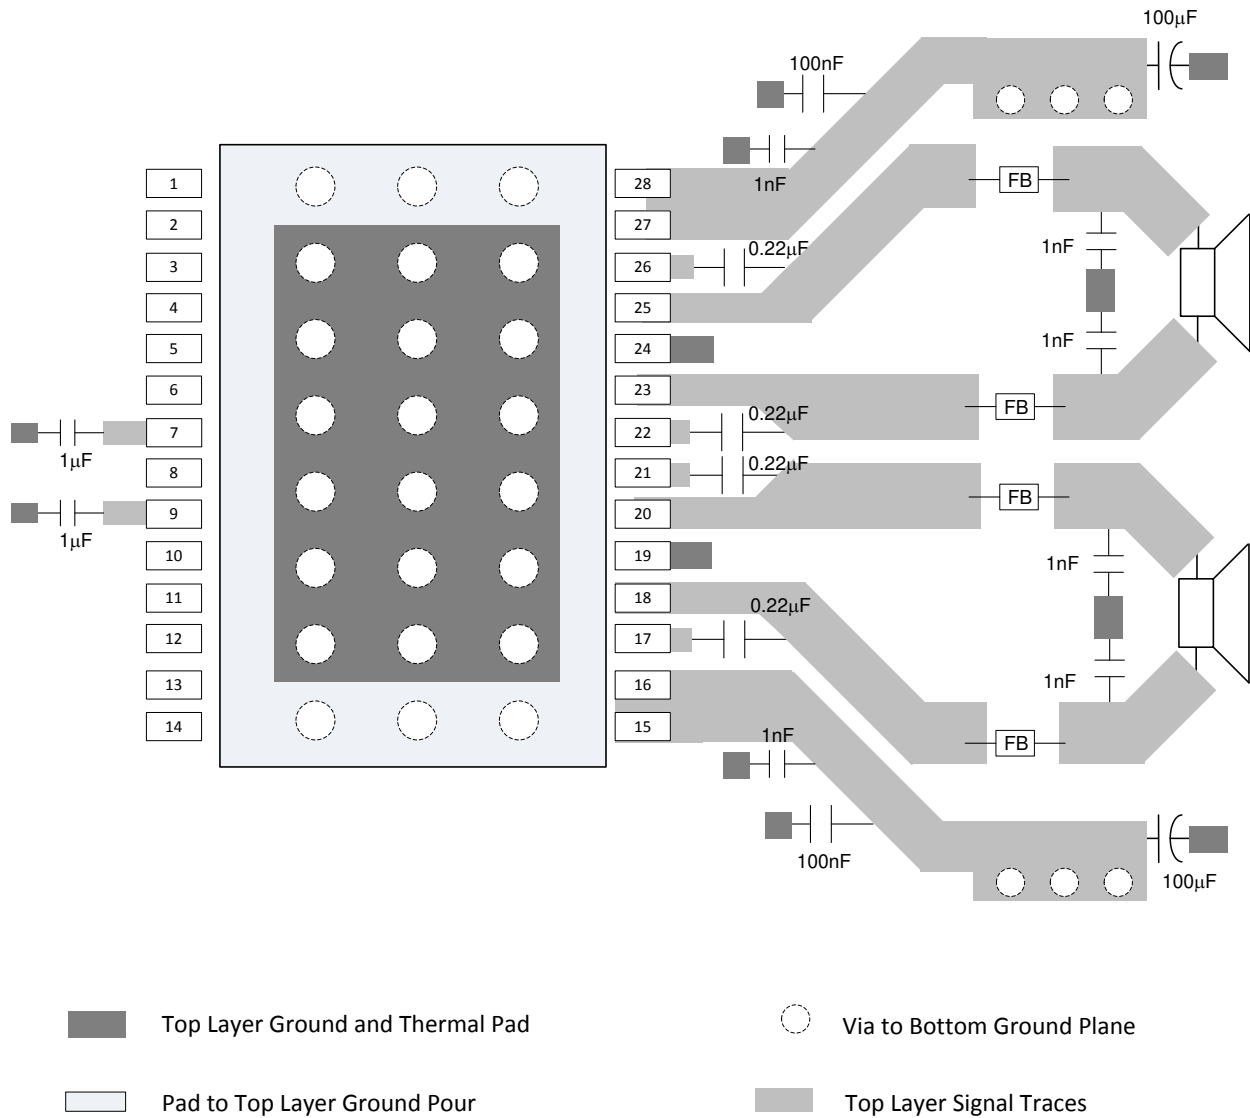 100µF
100nF
1nF
1
28
FB
2
27
1nF
0.22µF
3
26
4
25
5
24
1nF
6
23
FB
0.22µF
7
22
1µF
0.22µF
8
21
FB
9
20
1µF
10
19
1nF
11
18
0.22µF
12
17
13
16
1nF
14
15
1nF
FB
100nF
100µF
Top Layer Ground and Thermal Pad
Via to Bottom Ground Plane
Pad to Top Layer Ground Pour
Top Layer Signal Traces